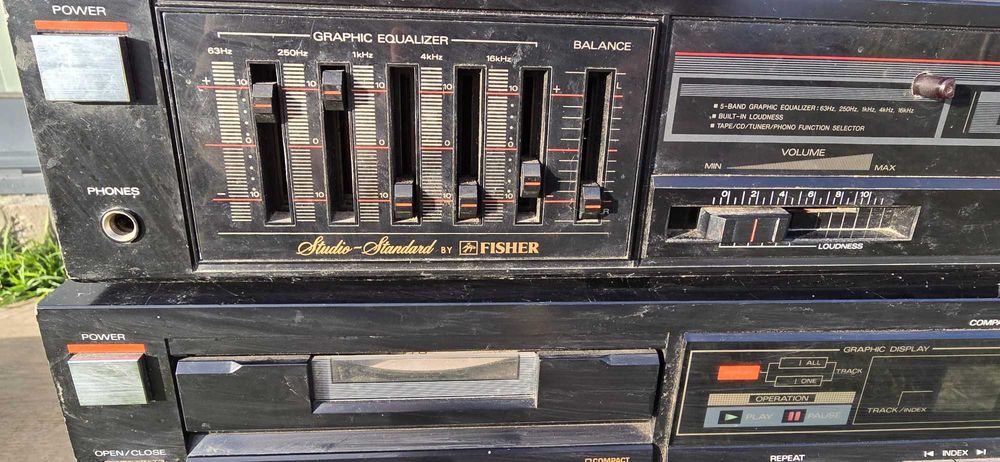 POWER
GRAPHIC EQUALIZER
BALANCE
63Hz 250Hz 1kHz 4kHz 16kHz
+ 10 10 10 10 10 + L
0 0 0 0 0
- 10 10 10 10 10 - R
PHONES
Studio-Standard BY FISHER
■ 5-BAND GRAPHIC EQUALIZER: 63Hz, 250Hz, 1kHz, 4kHz, 16kHz
■ BUILT-IN LOUDNESS
■ TAPE/CD/TUNER/PHONO FUNCTION SELECTOR
VOLUME
MIN MAX
0 2 4 6 8 10
LOUDNESS
POWER
OPEN/CLOSE
COMPACT
COMPA
GRAPHIC DISPLAY
1 ALL
TRACK
1 ONE
OPERATION
PLAY PAUSE
TRACK/INDEX
REPEAT
INDEX